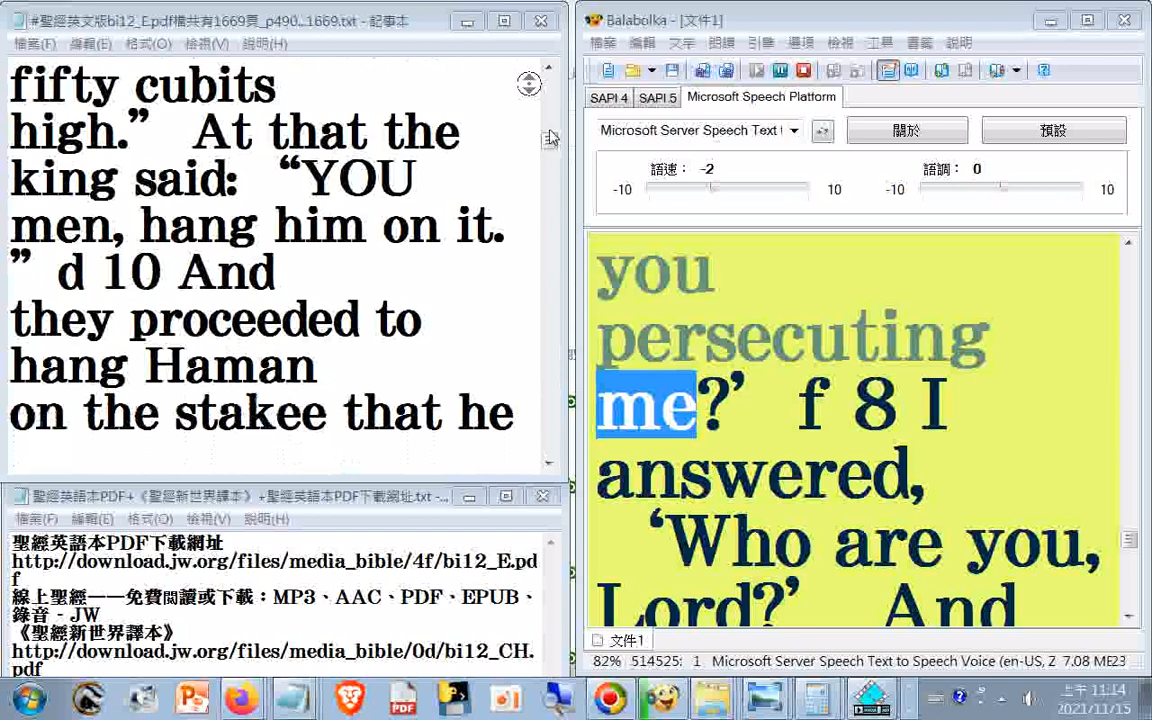 #聖經英文版bi12_E.pdf檔共有1669頁_p490...1669.txt - 記事本
檔案(F) 編輯(E) 格式(O) 檢視(V) 說明(H)
fifty cubits
high.” At that the
king said: “YOU
men, hang him on it.
” d 10 And
they proceeded to
hang Haman
on the stakee that he
聖經英語本PDF+《聖經新世界譯本》+聖經英語本PDF下載網址.txt -...
檔案(F) 編輯(E) 格式(O) 檢視(V) 說明(H)
聖經英語本PDF下載網址
http://download.jw.org/files/media_bible/4f/bi12_E.pd
f
線上聖經——免費閱讀或下載：MP3、AAC、PDF、EPUB、
錄音 - JW
《聖經新世界譯本》
http://download.jw.org/files/media_bible/0d/bi12_CH.
pdf
Balabolka - [文件1]
檔案 編輯 文字 朗讀 引擎 選項 檢視 工具 書籤 說明
SAPI 4 SAPI 5 Microsoft Speech Platform
Microsoft Server Speech Text 關於 預設
語速： -2 語調： 0
-10 10 -10 10
you
persecuting
me?’ f 8 I
answered,
‘Who are you,
Lord?’ And
文件1
82% 514525: 1 Microsoft Server Speech Text to Speech Voice (en-US, Z 7.08 ME23
上午 11:14
2021/11/15